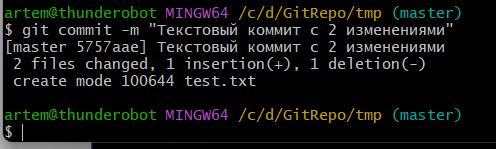 artem@thunderobot MINGW64 /c/d/GitRepo/tmp (master)
$ git commit -m "Текстовый коммит с 2 изменениями"
[master 5757aae] Текстовый коммит с 2 изменениями
 2 files changed, 1 insertion(+), 1 deletion(-)
 create mode 100644 test.txt
artem@thunderobot MINGW64 /c/d/GitRepo/tmp (master)
$